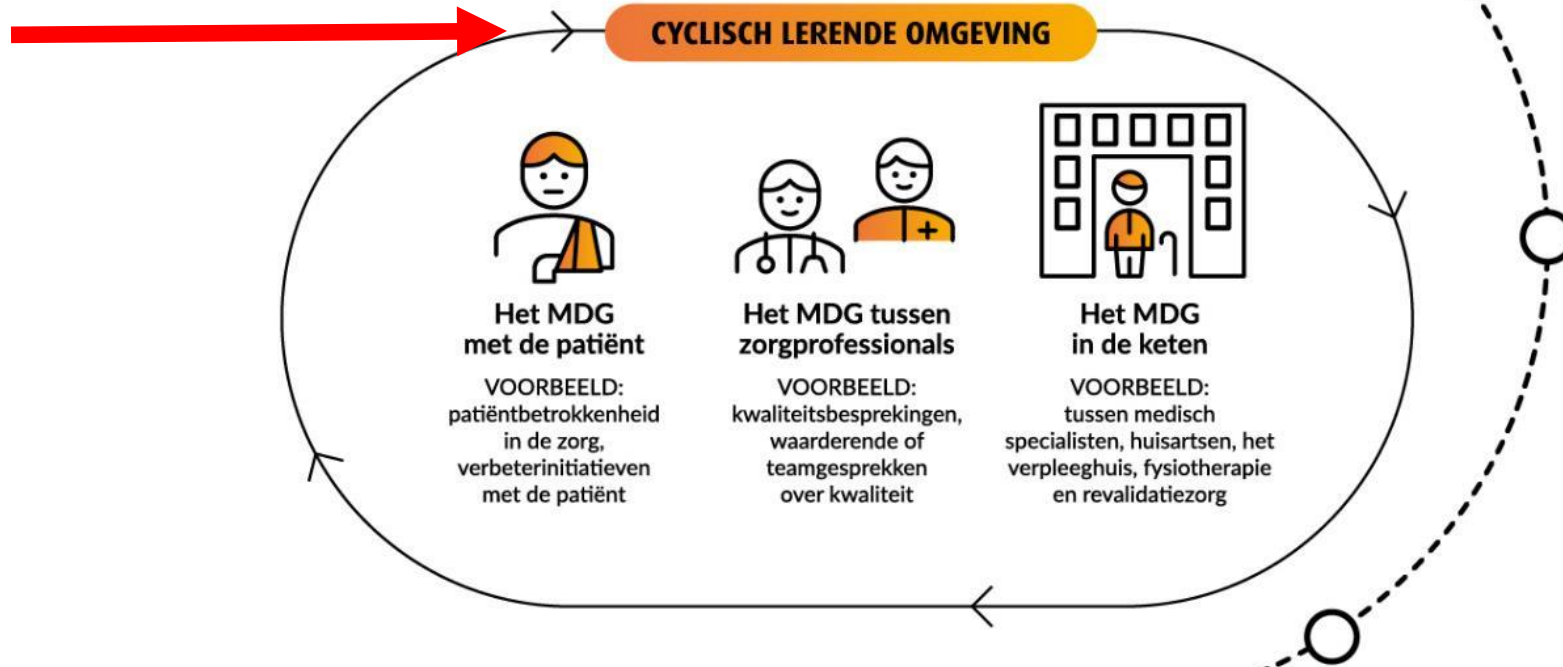 CYCLISCH LERENDE OMGEVING
Het MDG
met de patiënt
VOORBEELD:
patiëntbetrokkenheid
in de zorg,
verbeterinitiatieven
met de patiënt
Het MDG tussen
zorgprofessionals
VOORBEELD:
kwaliteitsbesprekingen,
waarderende of
teamgesprekken
over kwaliteit
Het MDG
in de keten
VOORBEELD:
tussen medisch
specialisten, huisartsen, het
verpleeghuis, fysiotherapie
en revalidatiezorg